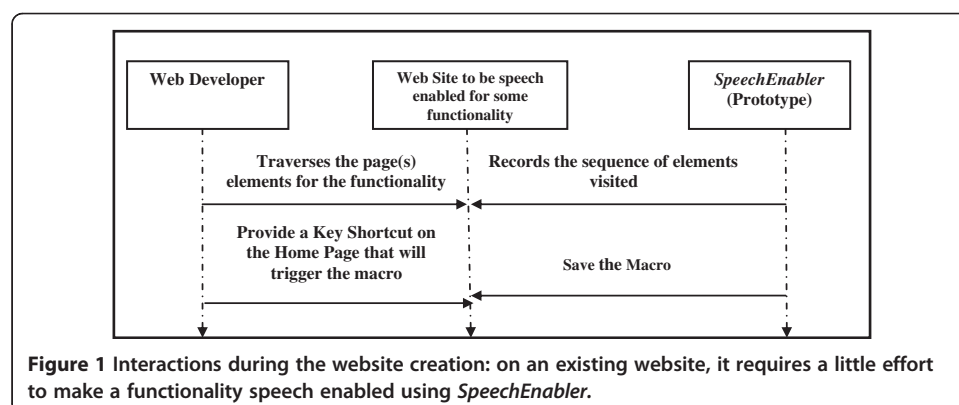 Web Developer
Web Site to be speech
enabled for some
functionality
SpeechEnabler
(Prototype)
Traverses the page(s)
elements for the functionality
Records the sequence of elements
visited
Provide a Key Shortcut on
the Home Page that will
trigger the macro
Save the Macro
Figure 1 Interactions during the website creation: on an existing website, it requires a little effort
to make a functionality speech enabled using SpeechEnabler.